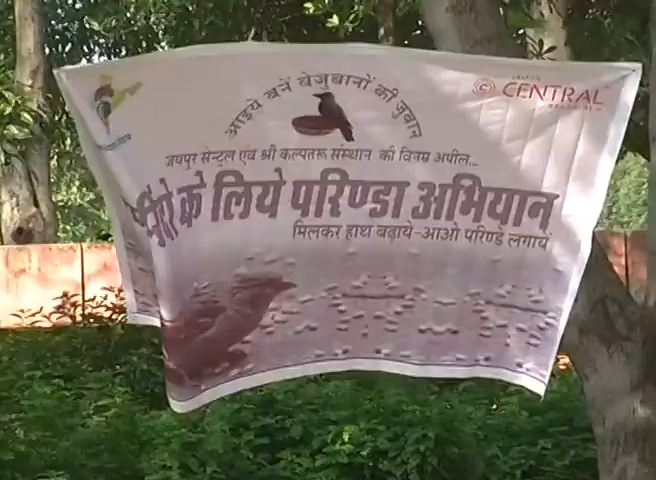 आइये बनें बेजुबानों की जुबान
CENTRAL
जयपुर सेन्ट्रल एवं श्री कल्पतरू संस्थान की विनम्र अपील...
के लिये परिण्डा अभियान
मिलकर हाथ बढ़ाये-आओ परिण्डे लगायें